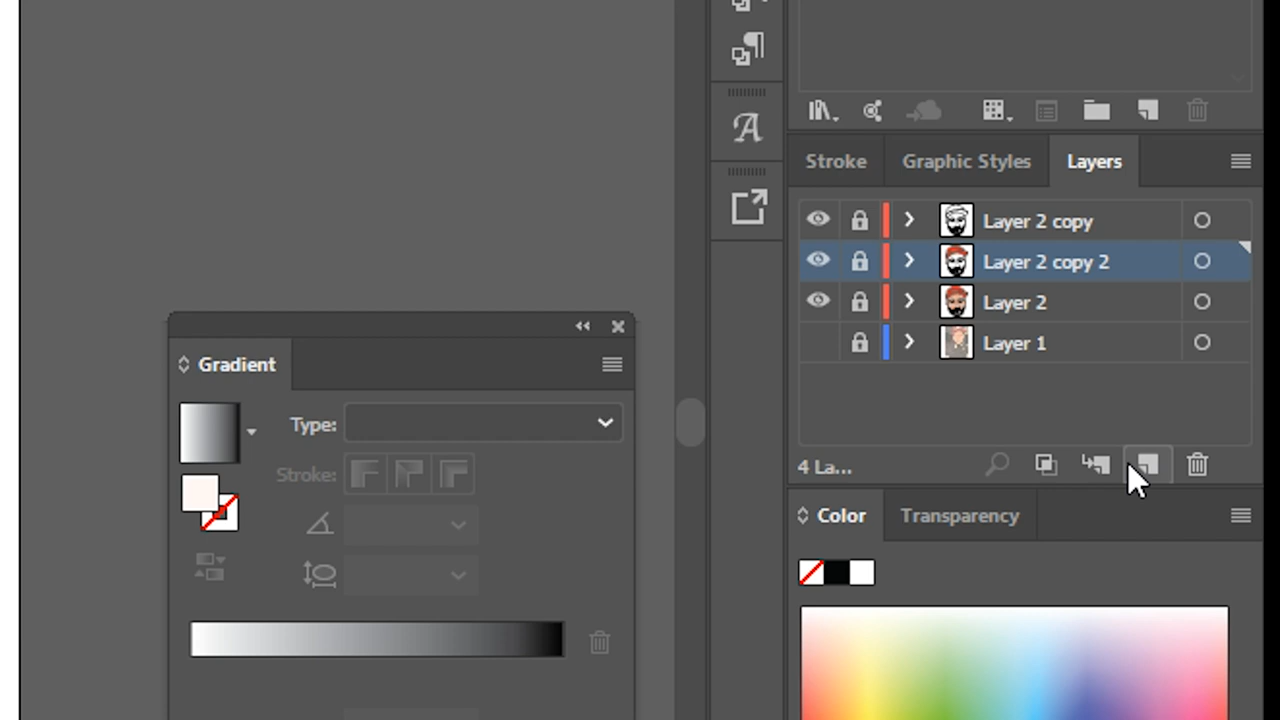 Stroke
Graphic Styles
Layers
Layer 2 copy
Layer 2 copy 2
Layer 2
Layer 1
4 La...
Gradient
Type:
Stroke:
Color
Transparency